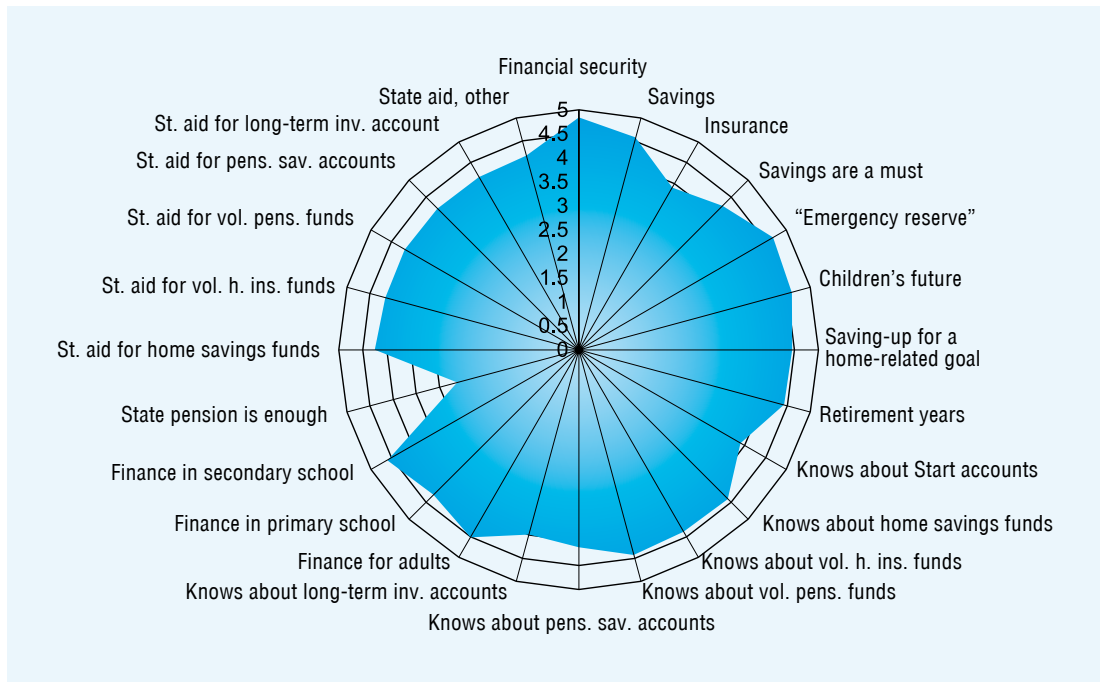 Financial security
State aid, other
Savings
St. aid for long-term inv. account
Insurance
St. aid for pens. sav. accounts
Savings are a must
St. aid for vol. pens. funds
“Emergency reserve”
St. aid for vol. h. ins. funds
Children’s future
St. aid for home savings funds
Saving-up for a
home-related goal
State pension is enough
Retirement years
Finance in secondary school
Knows about Start accounts
Finance in primary school
Knows about home savings funds
Finance for adults
Knows about vol. h. ins. funds
Knows about long-term inv. accounts
Knows about vol. pens. funds
Knows about pens. sav. accounts
5
4.5
4
3.5
3
2.5
2
1.5
1
0.5
0